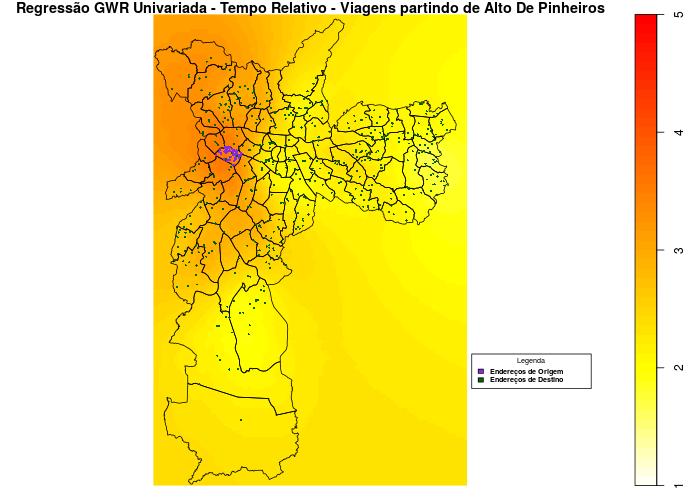 Regressão GWR Univariada - Tempo Relativo - Viagens partindo de Alto De Pinheiros
5
4
3
2
1
Legenda
Endereços de Origem
Endereços de Destino